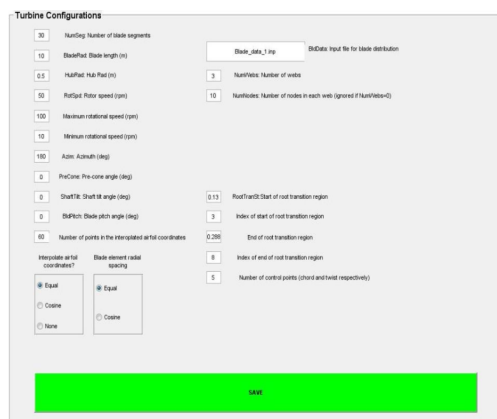 Turbine Configurations
30 NumSeg: Number of blade segments
10 BladeRad: Blade length (m)
Blade_data_1.inp BldData: Input file for blade distribution
0.5 HubRad: Hub Rad (m)
3 NumWebs: Number of webs
50 RotSpd: Rotor speed (rpm)
10 NumNodes: Number of nodes in each web (ignored if NumWebs=0)
100 Maximum rotational speed (rpm)
10 Minimum rotational speed (rpm)
180 Azim: Azimuth (deg)
0 PreCone: Pre-cone angle (deg)
0 ShaftTilt: Shaft tilt angle (deg)
0.13 RootTranSt:Start of root transition region
0 BldPitch: Blade pitch angle (deg)
3 Index of start of root transition region
60 Number of points in the interoplated airfoil coordinates
0.288 End of root transition region
Interpolate airfoil coordinates?
Blade element radial spacing
8 Index of end of root transition region
5 Number of control points (chord and twist respectively)
Equal
Equal
Cosine
Cosine
None
SAVE